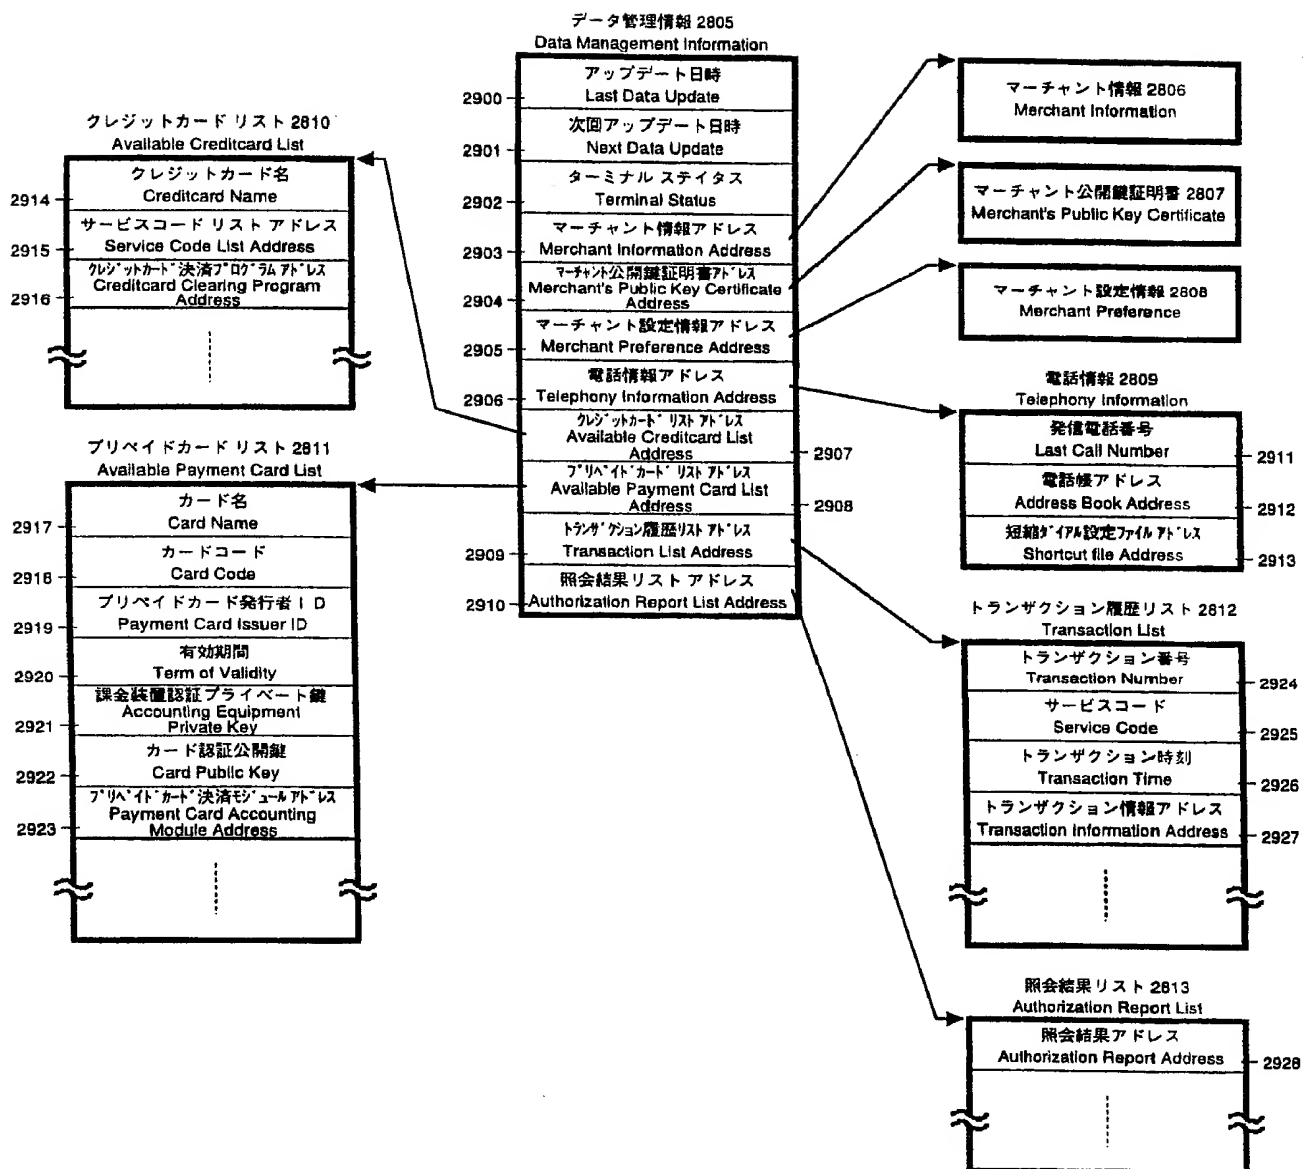 データ管理情報 2805
Data Management Information
アップデート日時
Last Data Update
2900
次回アップデート日時
Next Data Update
2901
ターミナル ステイタス
Terminal Status
2902
マーチャント情報アドレス
Merchant Information Address
2903
マーチャント公開鍵証明書アドレス
Merchant's Public Key Certificate
Address
2904
マーチャント設定情報アドレス
Merchant Preference Address
2905
電話情報アドレス
Telephony Information Address
2906
クレジットカード リスト アドレス
Available Creditcard List
Address
2907
プリペイドカード リスト アドレス
Available Payment Card List
Address
2908
トランザクション履歴リスト アドレス
Transaction List Address
2909
照会結果リスト アドレス
Authorization Report List Address
2910
クレジットカード リスト 2810
Available Creditcard List
クレジットカード名
Creditcard Name
2914
サービスコード リスト アドレス
Service Code List Address
2915
クレジットカード決済プログラム アドレス
Creditcard Clearing Program
Address
2916
プリペイドカード リスト 2811
Available Payment Card List
カード名
Card Name
2917
カードコード
Card Code
2918
プリペイドカード発行者ID
Payment Card Issuer ID
2919
有効期間
Term of Validity
2920
課金装置認証プライベート鍵
Accounting Equipment
Private Key
2921
カード認証公開鍵
Card Public Key
2922
プリペイドカード決済モジュールアドレス
Payment Card Accounting
Module Address
2923
マーチャント情報 2806
Merchant Information
マーチャント公開鍵証明書 2807
Merchant's Public Key Certificate
マーチャント設定情報 2808
Merchant Preference
電話情報 2809
Telephony Information
発信電話番号
Last Call Number
2911
電話帳アドレス
Address Book Address
2912
短縮ダイアル設定ファイル アドレス
Shortcut file Address
2913
トランザクション履歴リスト 2812
Transaction List
トランザクション番号
Transaction Number
2924
サービスコード
Service Code
2925
トランザクション時刻
Transaction Time
2926
トランザクション情報アドレス
Transaction Information Address
2927
照会結果リスト 2813
Authorization Report List
照会結果アドレス
Authorization Report Address
2928